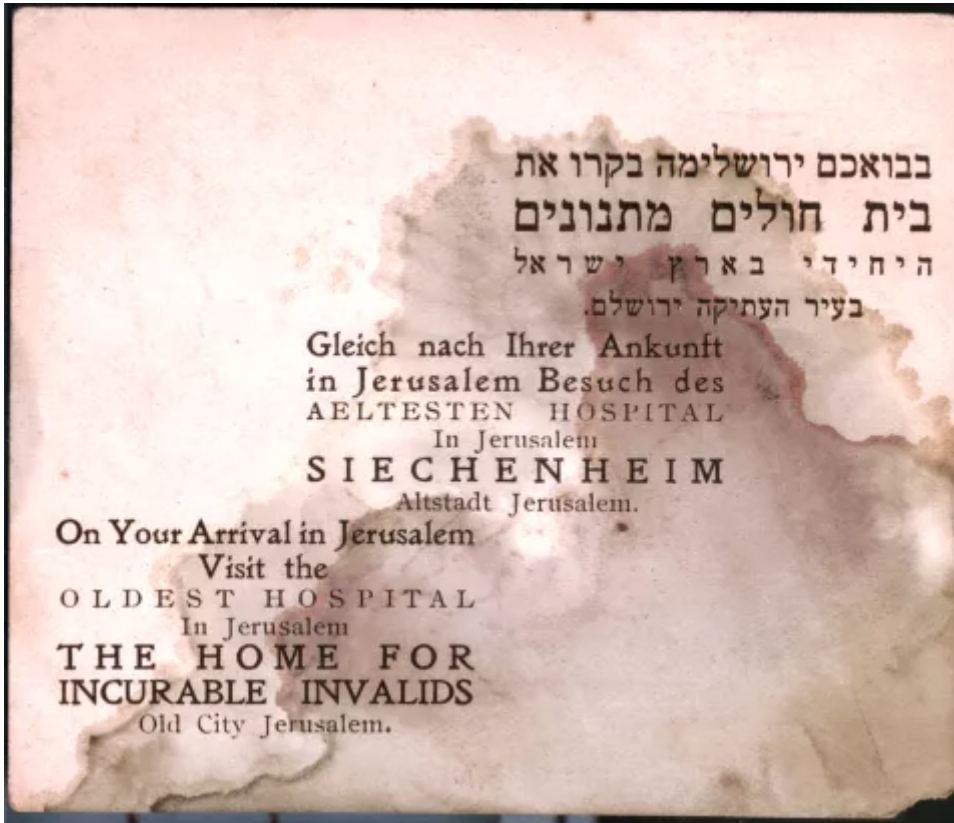 בבואכם ירושלימה בקרו את
בית חולים מתנונים
היחידי בארץ ישראל
בעיר העתיקה ירושלם.
Gleich nach Ihrer Ankunft
in Jerusalem Besuch des
AELTESTEN HOSPITAL
In Jerusalem
SIECHENHEIM
Altstadt Jerusalem.
On Your Arrival in Jerusalem
Visit the
OLDEST HOSPITAL
In Jerusalem
THE HOME FOR
INCURABLE INVALIDS
Old City Jerusalem.